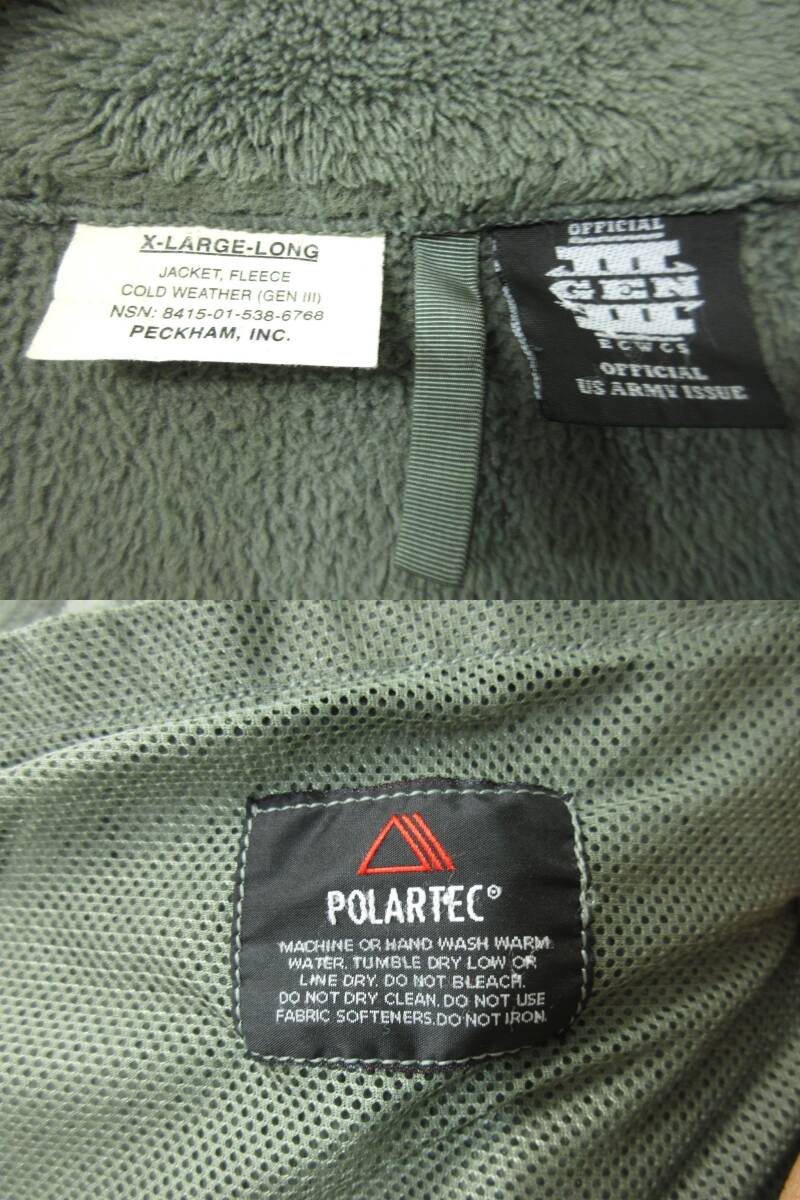 X-LARGE-LONG
JACKET, FLEECE
COLD WEATHER (GEN III)
NSN: 8415-01-538-6768
PECKHAM, INC.
OFFICIAL
III
GEN
III
ECWCS
OFFICIAL
US ARMY ISSUE
POLARTEC®
MACHINE OR HAND WASH WARM
WATER. TUMBLE DRY LOW OR
LINE DRY. DO NOT BLEACH.
DO NOT DRY CLEAN. DO NOT USE
FABRIC SOFTENERS. DO NOT IRON.